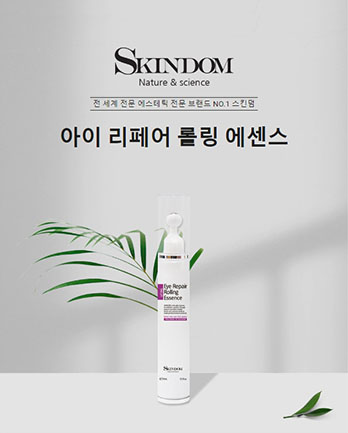 SKINDOM
Nature & science
전 세계 전문 에스테틱 전문 브랜드 NO.1 스킨덤
아이 리페어 롤링 에센스
Eye Repair
Rolling
Essence
SKINDOM